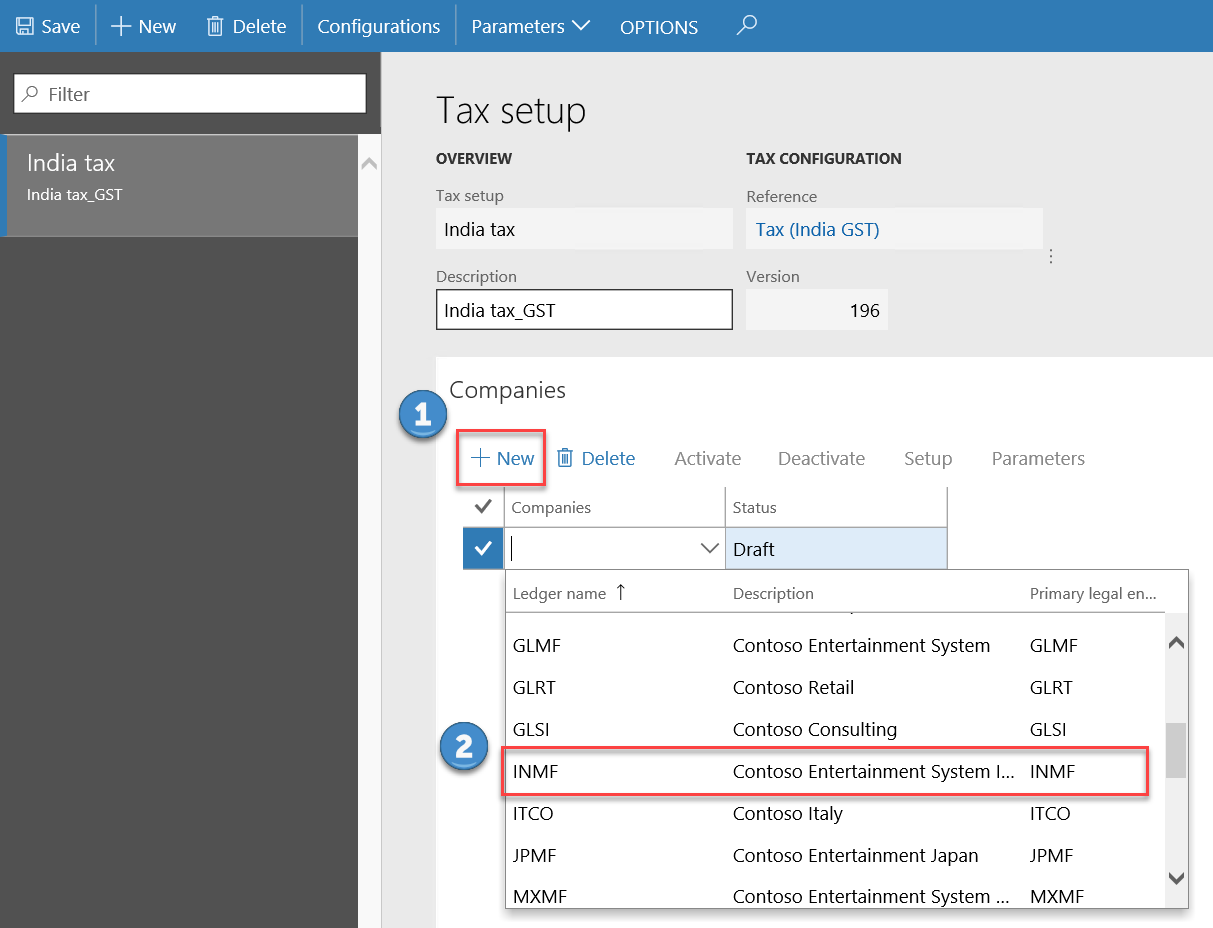 Save New Delete Configurations Parameters OPTIONS
Filter
India tax
India tax_GST
Tax setup
OVERVIEW
Tax setup
India tax
Description
India tax_GST
TAX CONFIGURATION
Reference
Tax (India GST)
Version
196
Companies
1
New Delete Activate Deactivate Setup Parameters
Companies Status
Draft
Ledger name Description Primary legal en...
GLMF Contoso Entertainment System GLMF
GLRT Contoso Retail GLRT
GLSI Contoso Consulting GLSI
2
INMF Contoso Entertainment System I... INMF
ITCO Contoso Italy ITCO
JPMF Contoso Entertainment Japan JPMF
MXMF Contoso Entertainment System ... MXMF